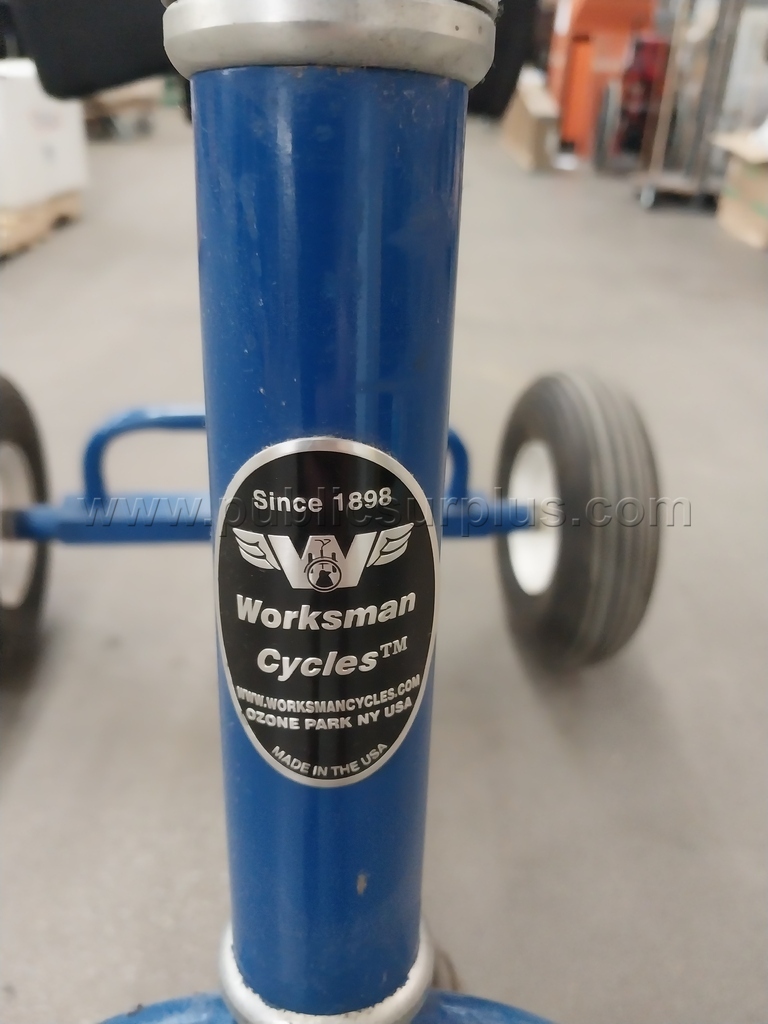 Since 1898
W
Worksman
Cycles™
WWW.WORKSMANCYCLES.COM
OZONE PARK NY USA
MADE IN THE USA
www.publicsurplus.com